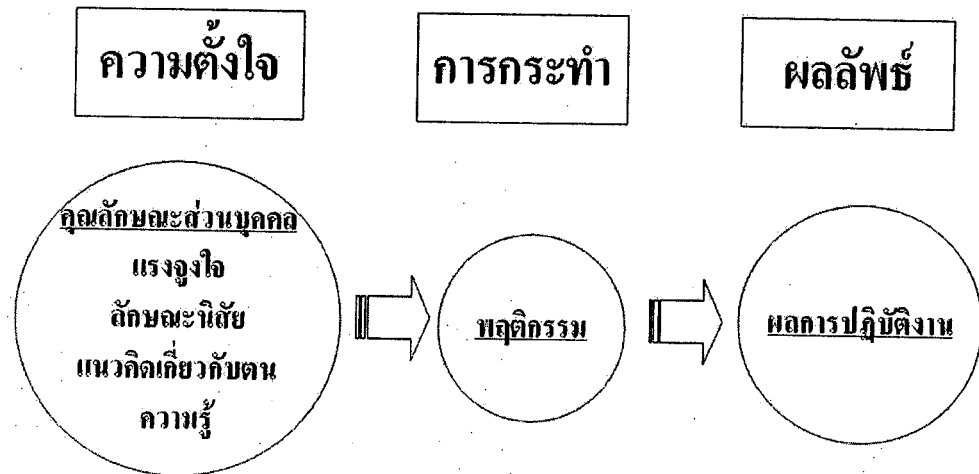 ความตั้งใจ
การกระทำ
ผลลัพธ์
คุณลักษณะส่วนบุคคล
แรงจูงใจ
ลักษณะนิสัย
แนวคิดเกี่ยวกับตน
ความรู้
พฤติกรรม
ผลการปฏิบัติงาน